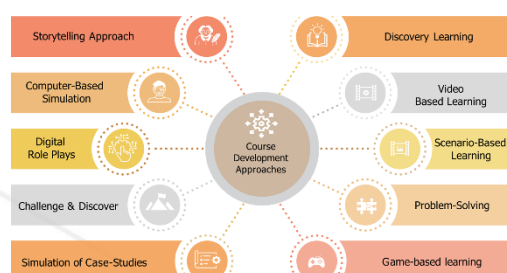 Storytelling Approach
Discovery Learning
Computer-Based
Simulation
Video
Based Learning
Digital
Role Plays
Course
Development
Approaches
Scenario-Based
Learning
Challenge & Discover
Problem-Solving
Simulation of Case-Studies
Game-based learning